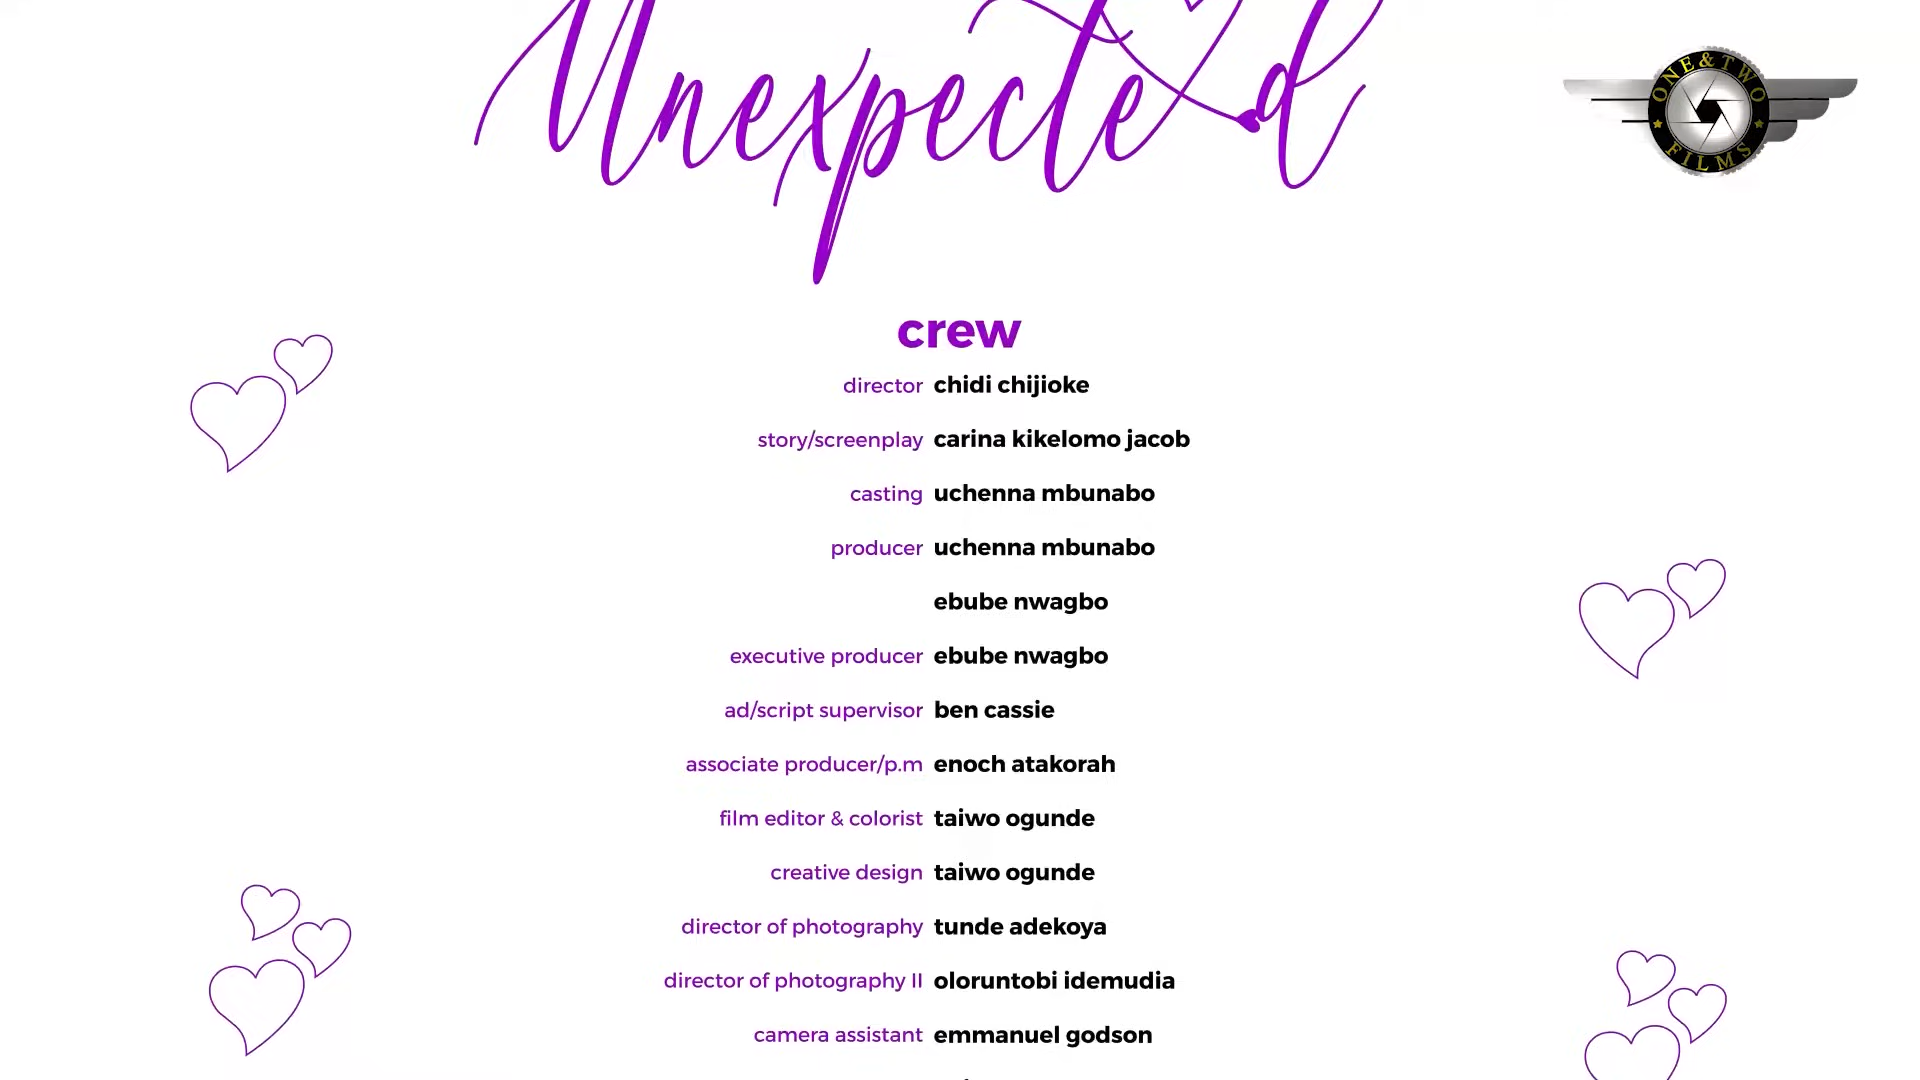 Unexpected
ONE & TWO
FILMS
crew
director chidi chijioke
story/screenplay carina kikelomo jacob
casting uchenna mbunabo
producer uchenna mbunabo
ebube nwagbo
executive producer ebube nwagbo
ad/script supervisor ben cassie
associate producer/p.m enoch atakorah
film editor & colorist taiwo ogunde
creative design taiwo ogunde
director of photography tunde adekoya
director of photography II oloruntobi idemudia
camera assistant emmanuel godson